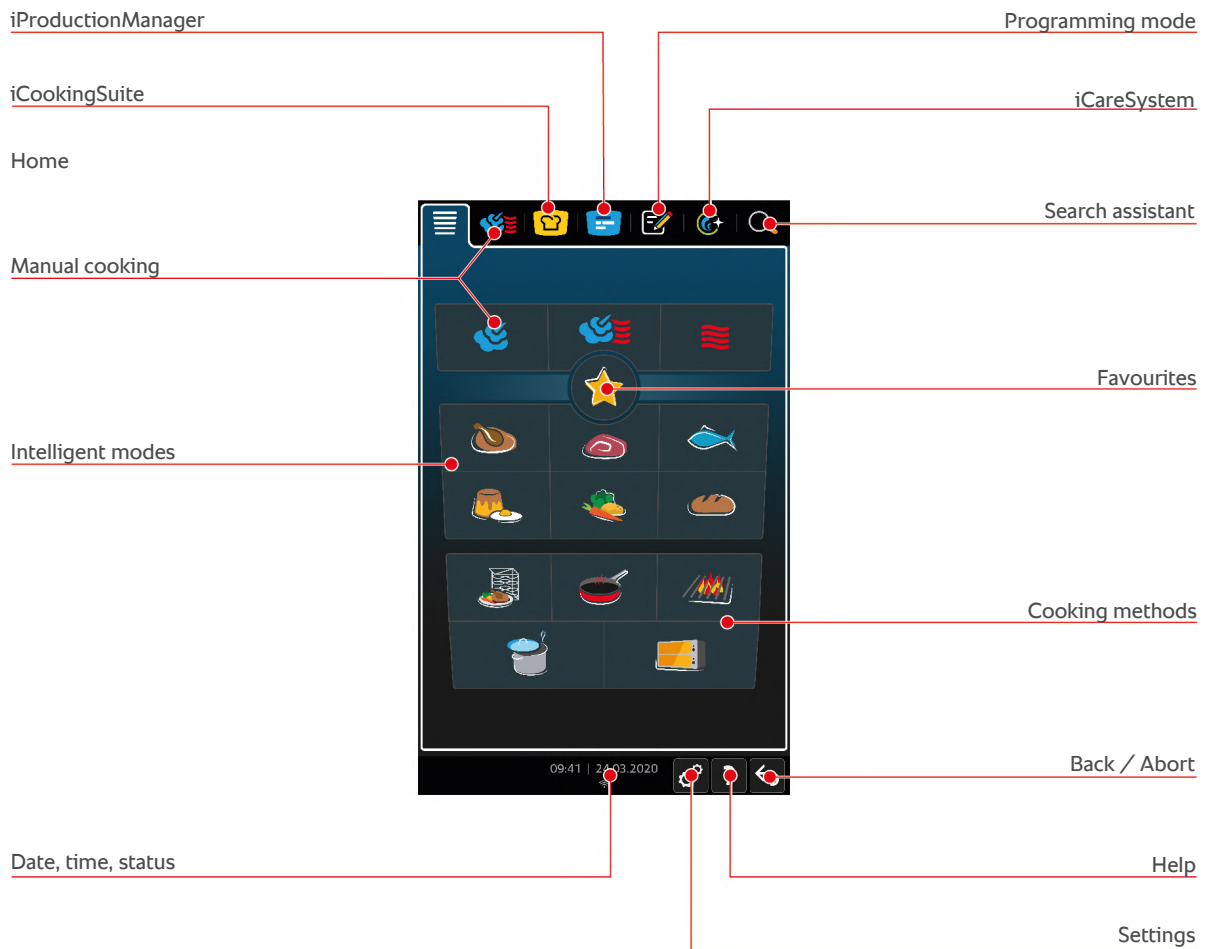 iProductionManager
Programming mode
iCookingSuite
iCareSystem
Home
Search assistant
Manual cooking
Favourites
Intelligent modes
Cooking methods
09:41 | 24.03.2020
Back / Abort
Date, time, status
Help
Settings